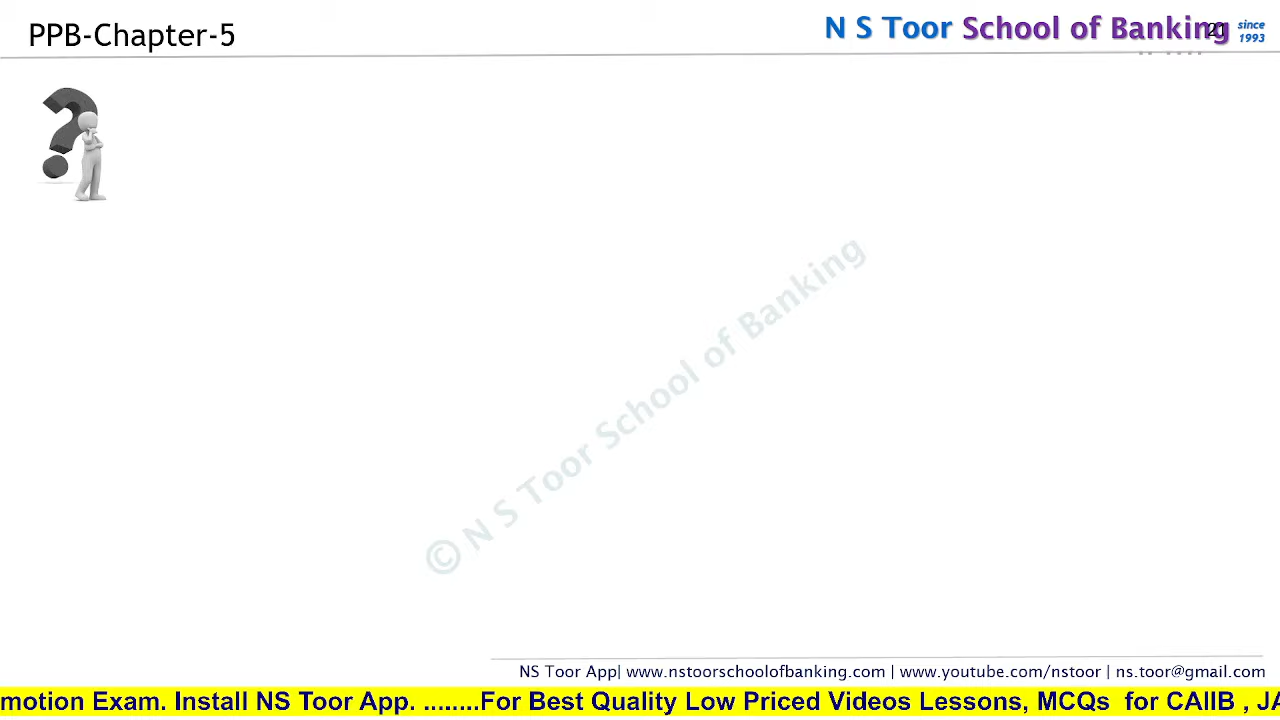 PPB-Chapter-5
N S Toor School of Banking since 1993
21
© N S Toor School of Banking
NS Toor App| www.nstoorschoolofbanking.com | www.youtube.com/nstoor | ns.toor@gmail.com
motion Exam. Install NS Toor App. ........For Best Quality Low Priced Videos Lessons, MCQs for CAIIB , JA